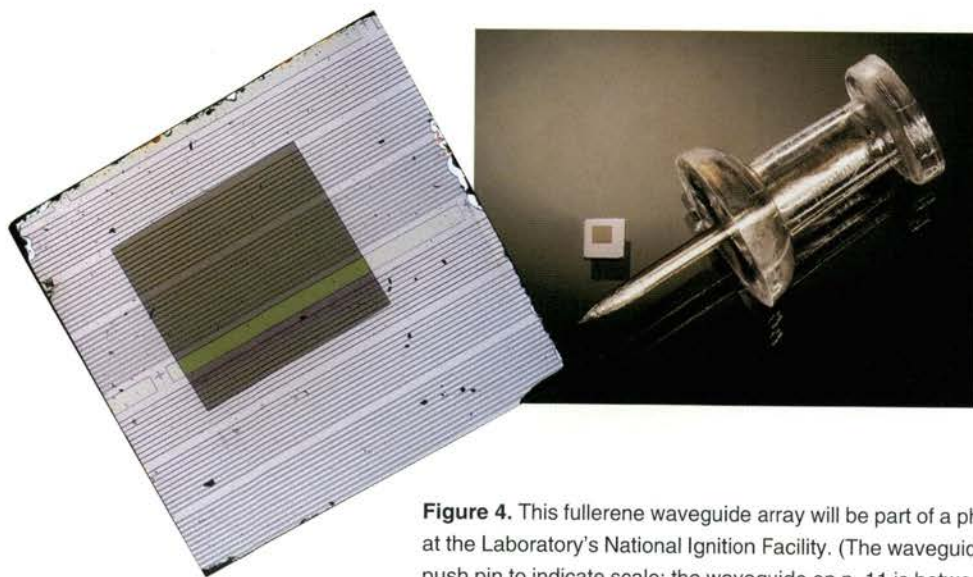 Figure 4. This fullerene waveguide array will be part of a
at the Laboratory's National Ignition Facility. (The
push pin to indicate scale; the waveguide on p. 11 is